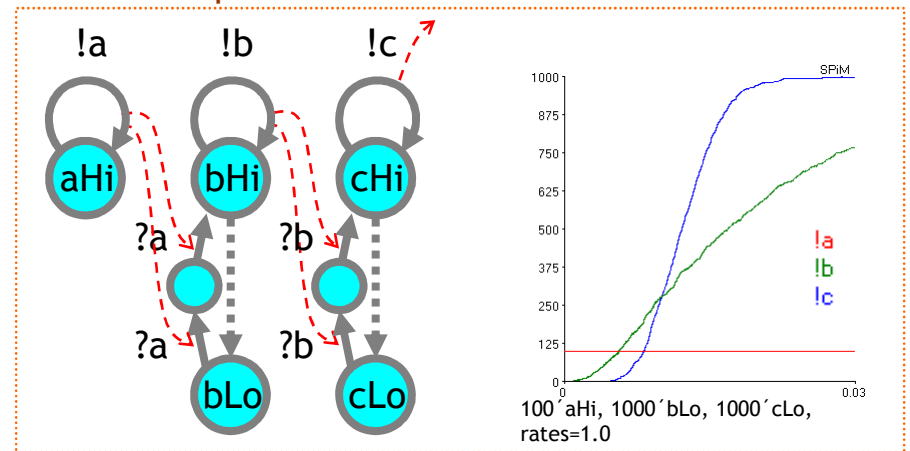 !a !b !c
aHi bHi cHi
?a ?b
?a ?b
bLo cLo
SPiM
1000
875
750
625
500
375
250
125
0
0 0.03
!a
!b
!c
100´aHi, 1000´bLo, 1000´cLo,
rates=1.0